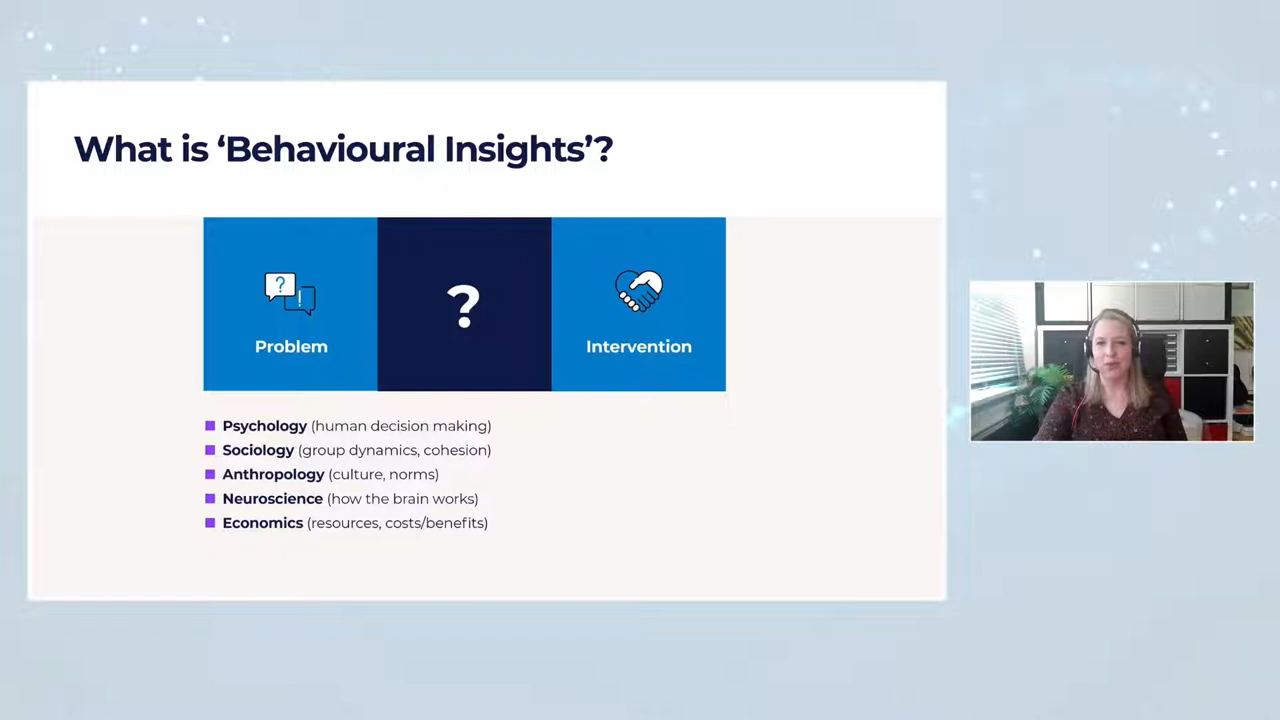 What is ‘Behavioural Insights’?
?
!
?
Problem
Intervention
Psychology (human decision making)
Sociology (group dynamics, cohesion)
Anthropology (culture, norms)
Neuroscience (how the brain works)
Economics (resources, costs/benefits)